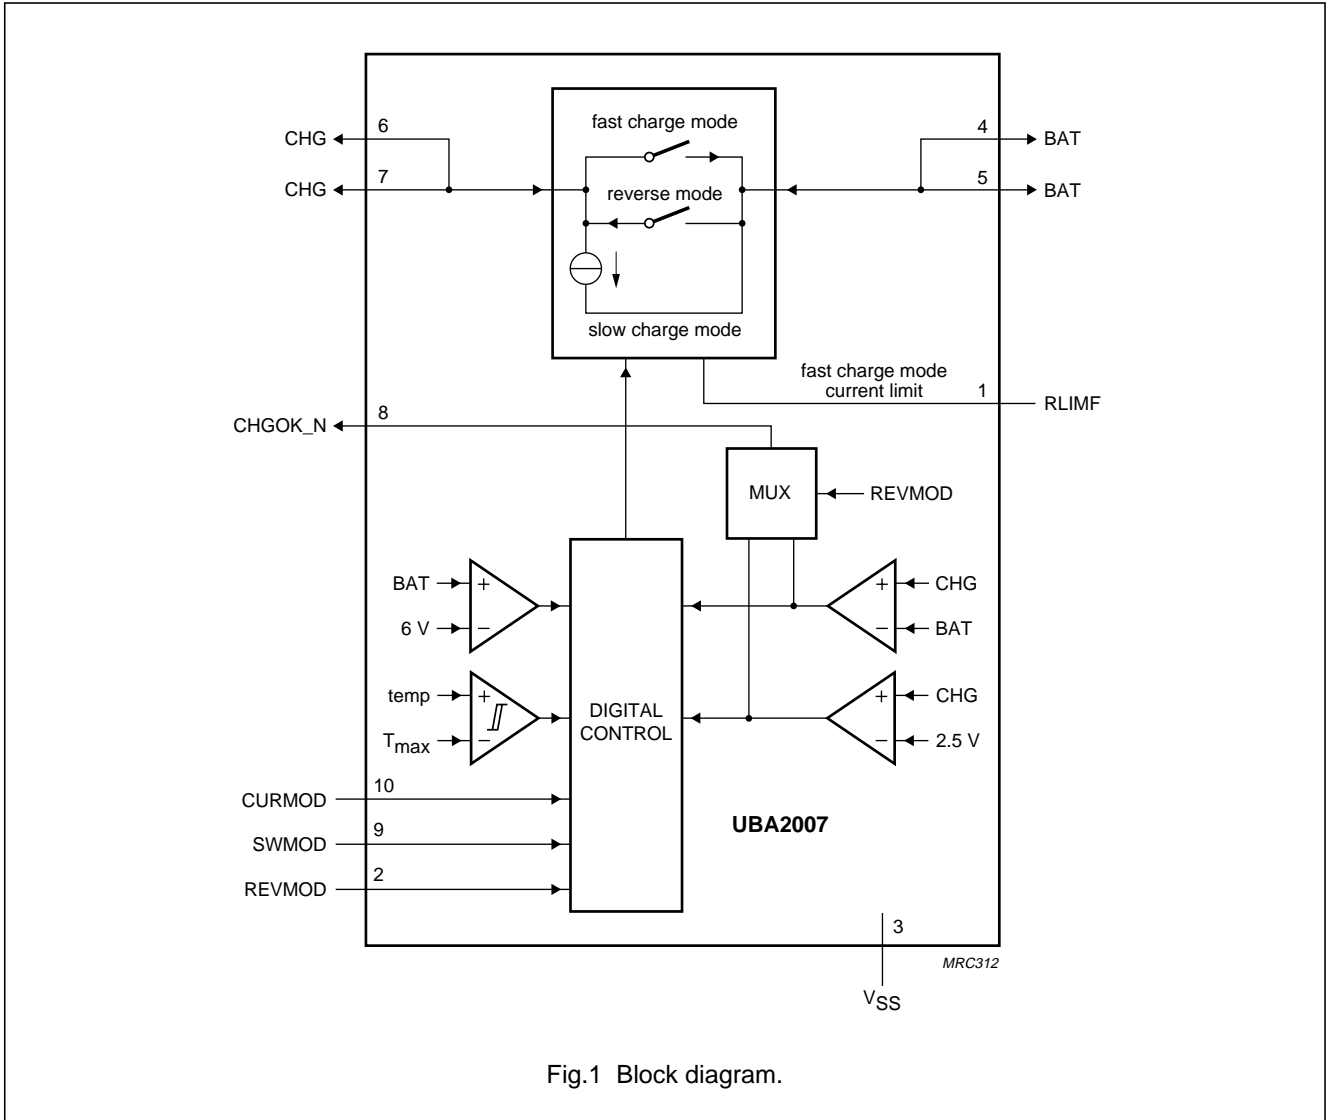 fast charge mode
6
CHG
4
BAT
7
CHG
5
BAT
reverse mode
slow charge mode
fast charge mode
current limit
1
RLIMF
8
CHGOK_N
MUX
REVMOD
BAT
+
6 V
−
CHG
+
BAT
−
temp
+
Tmax
−
DIGITAL
CONTROL
CHG
+
2.5 V
−
10
CURMOD
9
SWMOD
2
REVMOD
UBA2007
3
MRC312
VSS
Fig.1 Block diagram.